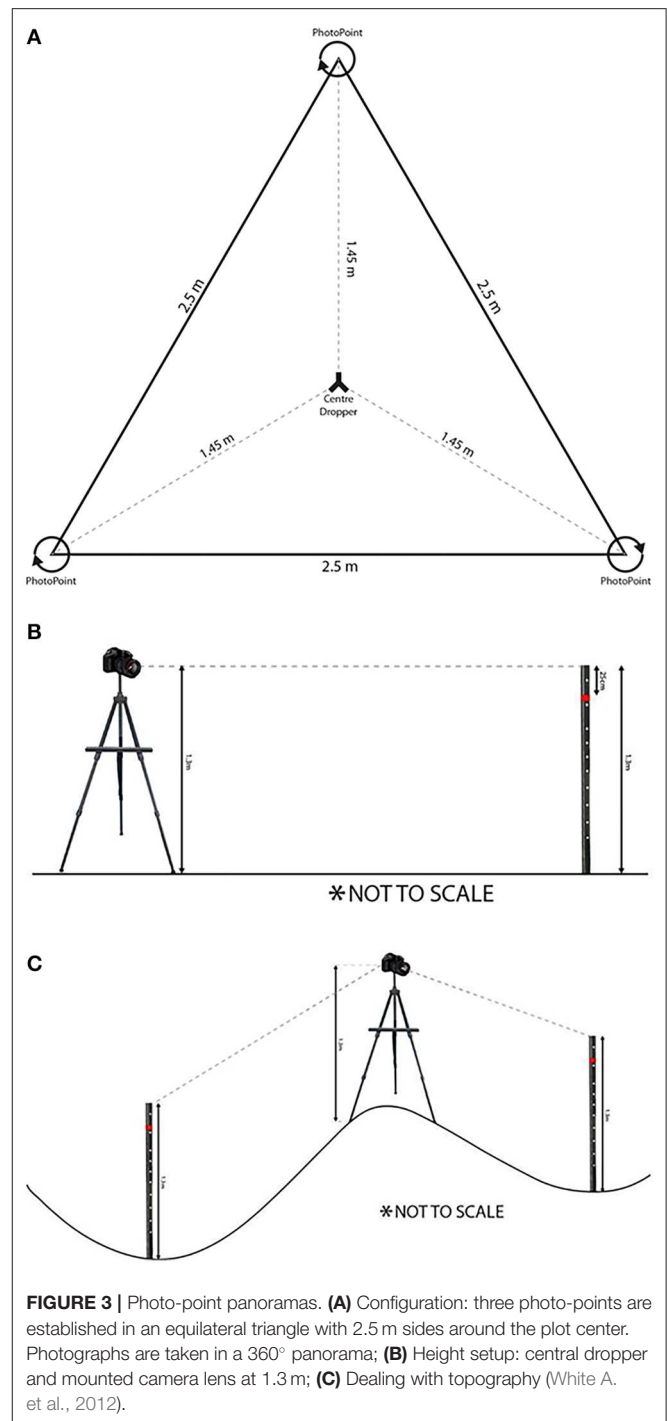 A
PhotoPoint
1.45 m
2.5 m
2.5 m
Centre
Dropper
1.45 m
1.45 m
PhotoPoint
2.5 m
PhotoPoint
B
25cm
1.3m
1.3m
*NOT TO SCALE
C
1.3m
1.3m
1.3m
*NOT TO SCALE
FIGURE 3 | Photo-point panoramas. (A) Configuration: three photo-points are
established in an equilateral triangle with 2.5 m sides around the plot center.
Photographs are taken in a 360° panorama; (B) Height setup: central dropper
and mounted camera lens at 1.3 m; (C) Dealing with topography (White A.
et al., 2012).